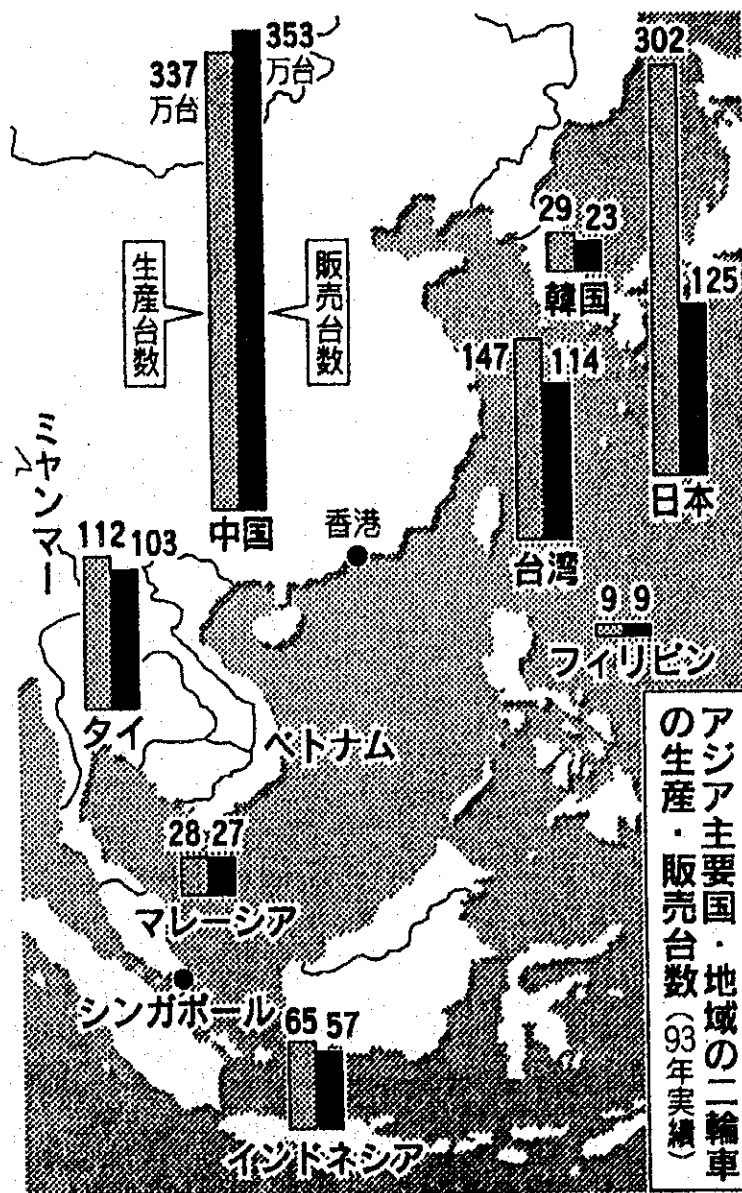 アジア主要国・地域の二輪車
の生産・販売台数（93年実績）
337
万台
353
万台
生産台数
販売台数
中国
302
125
日本
29 23
韓国
147 114
台湾
香港
ミャンマー
112 103
タイ
ベトナム
9 9
フィリピン
28 27
マレーシア
シンガポール
65 57
インドネシア